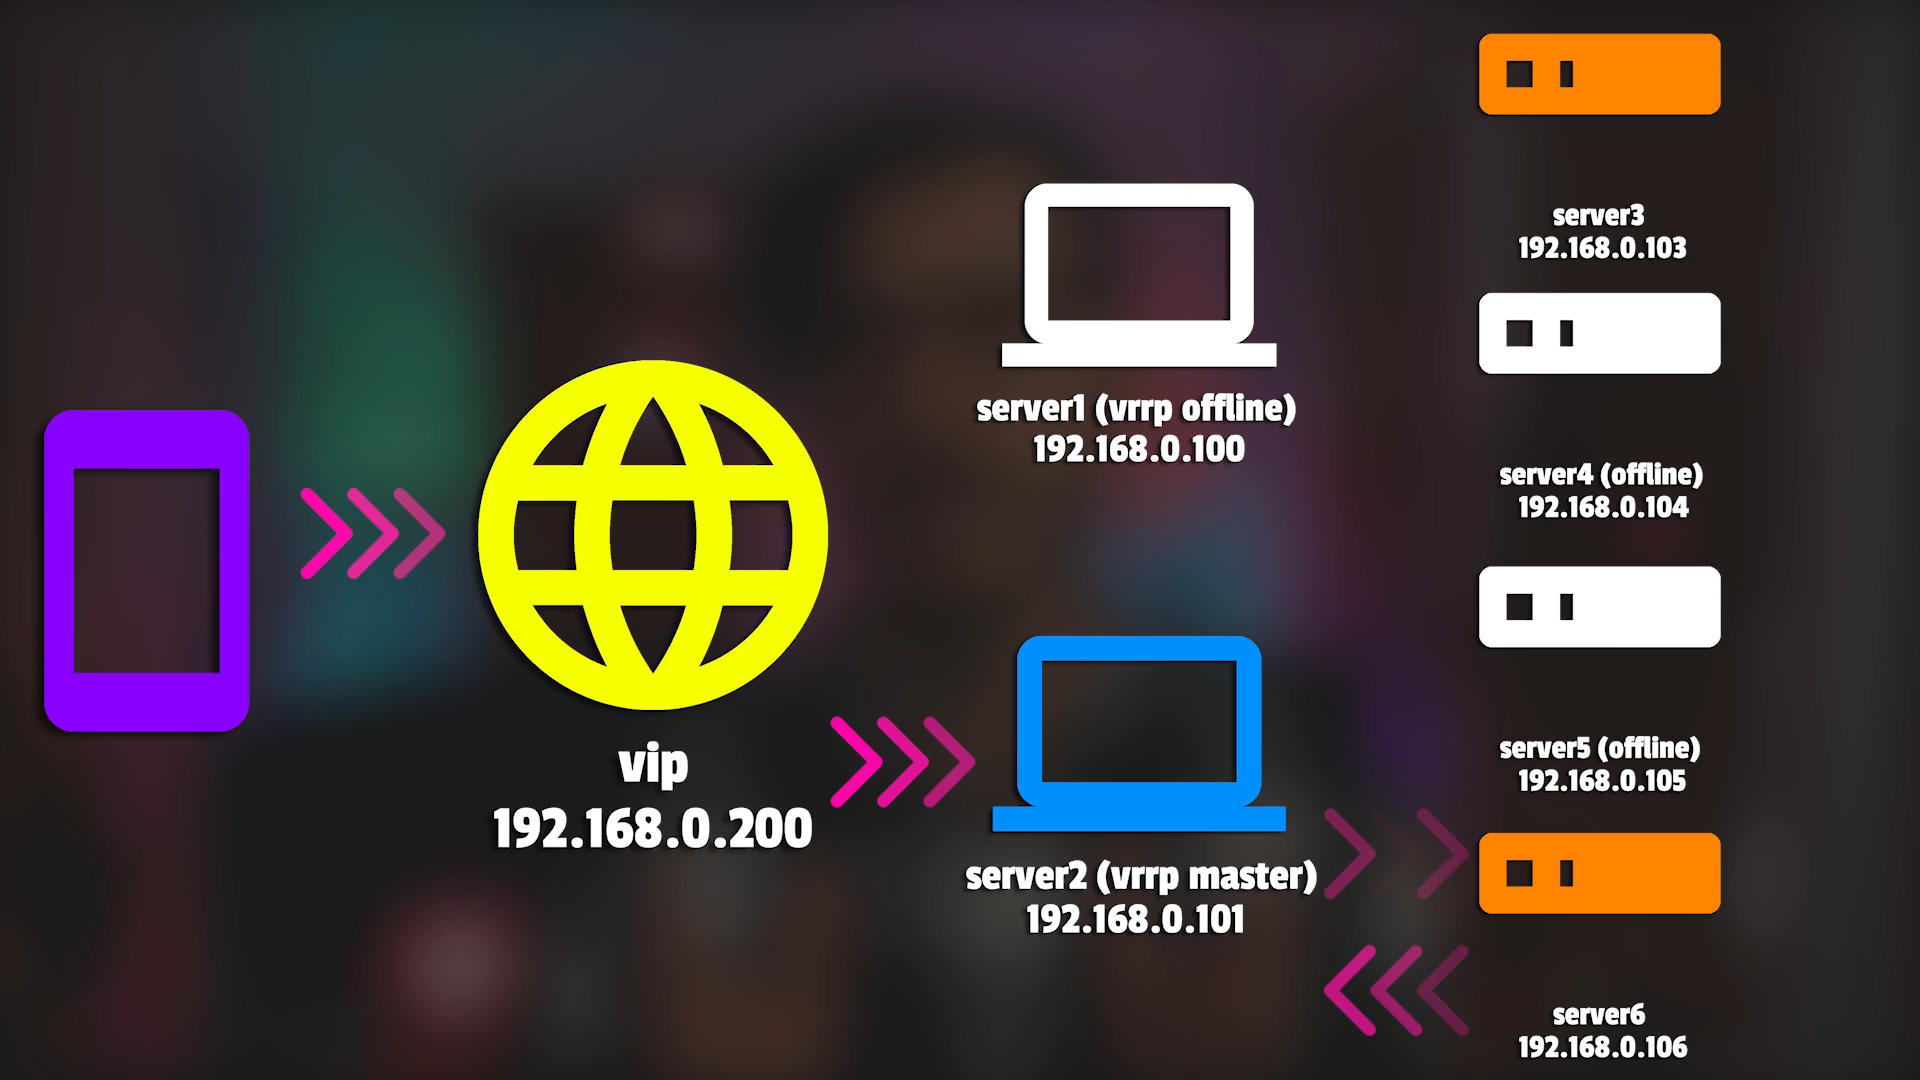 server3
192.168.0.103
server1 (vrrp offline)
192.168.0.100
server4 (offline)
192.168.0.104
vip
192.168.0.200
server5 (offline)
192.168.0.105
server2 (vrrp master)
192.168.0.101
server6
192.168.0.106